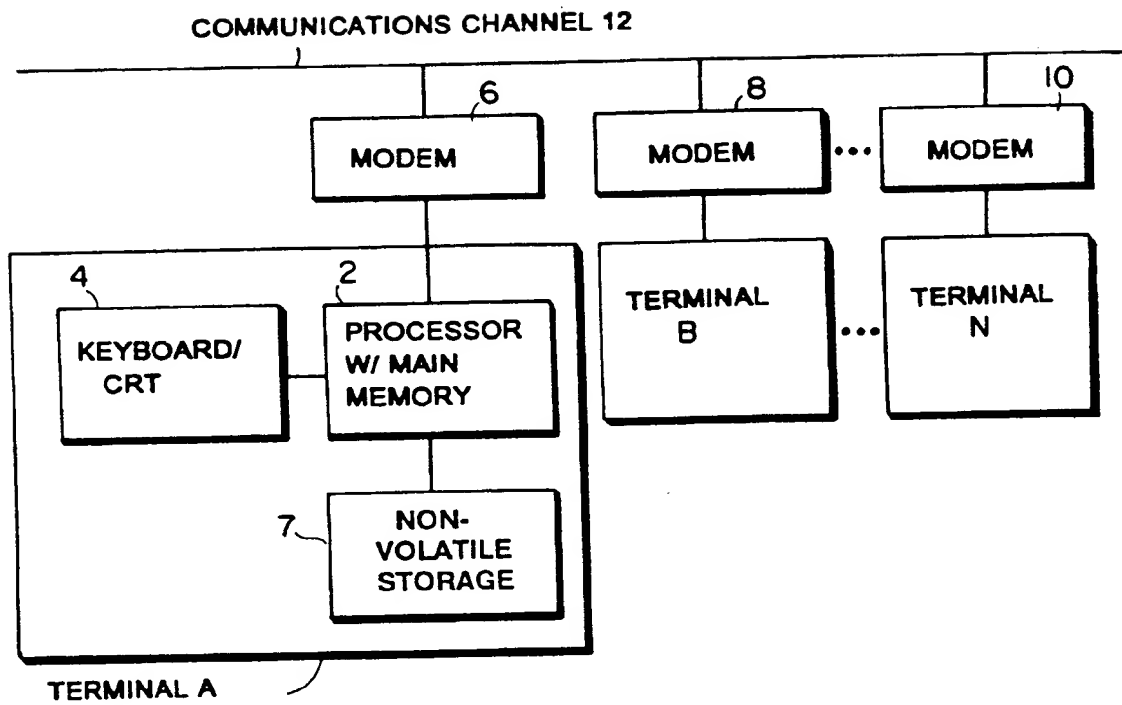 COMMUNICATIONS CHANNEL 12
6
8
10
MODEM
MODEM
MODEM
4
2
KEYBOARD/
CRT
PROCESSOR
W/ MAIN
MEMORY
TERMINAL
B
TERMINAL
N
7
NON-
VOLATILE
STORAGE
TERMINAL A